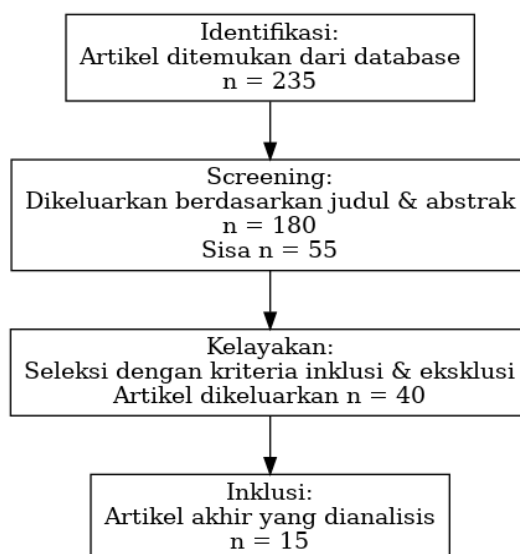 Identifikasi:
Artikel ditemukan dari database
n = 235
Screening:
Dikeluarkan berdasarkan judul & abstrak
n = 180
Sisa n = 55
Kelayakan:
Seleksi dengan kriteria inklusi & eksklusi
Artikel dikeluarkan n = 40
Inklusi:
Artikel akhir yang dianalisis
n = 15